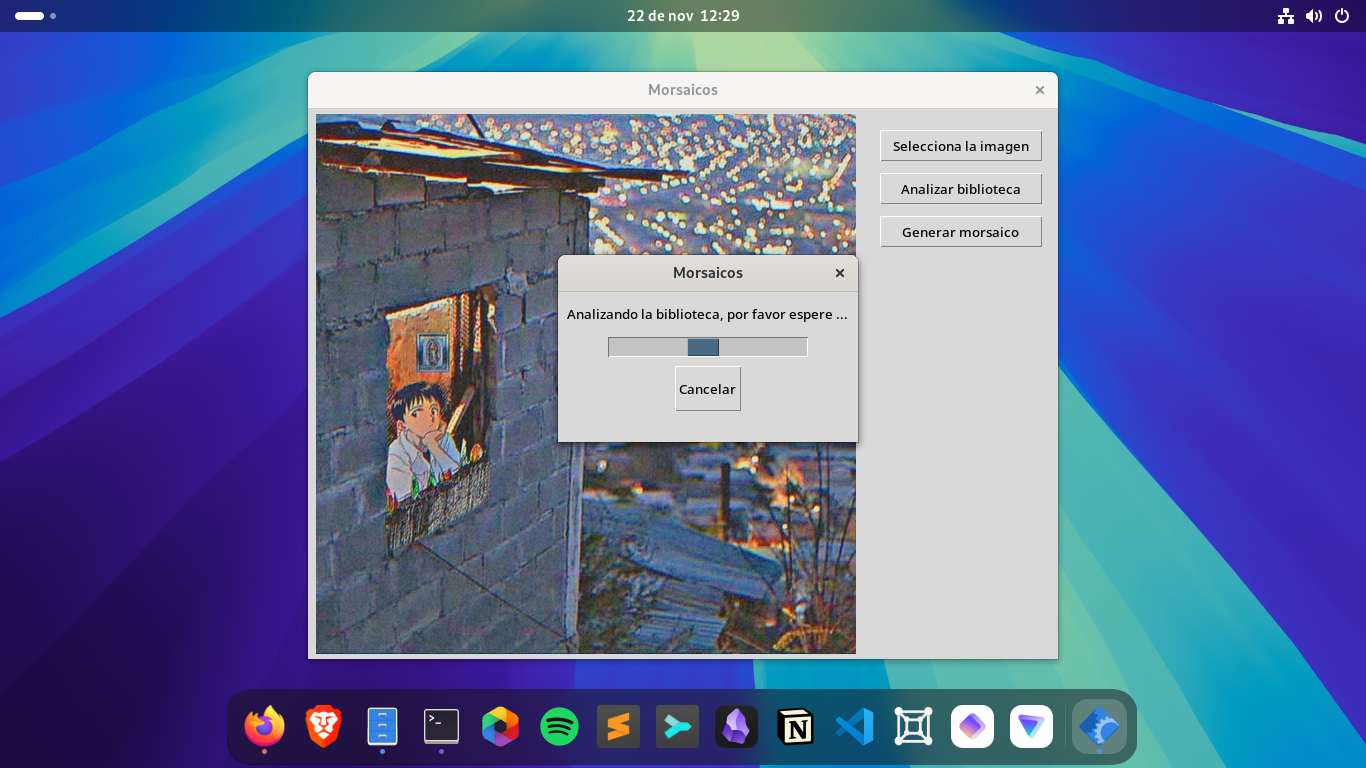 22 de nov 12:29
Morsaicos
Selecciona la imagen
Analizar biblioteca
Generar morsaico
Morsaicos
Analizando la biblioteca, por favor espere ...
Cancelar